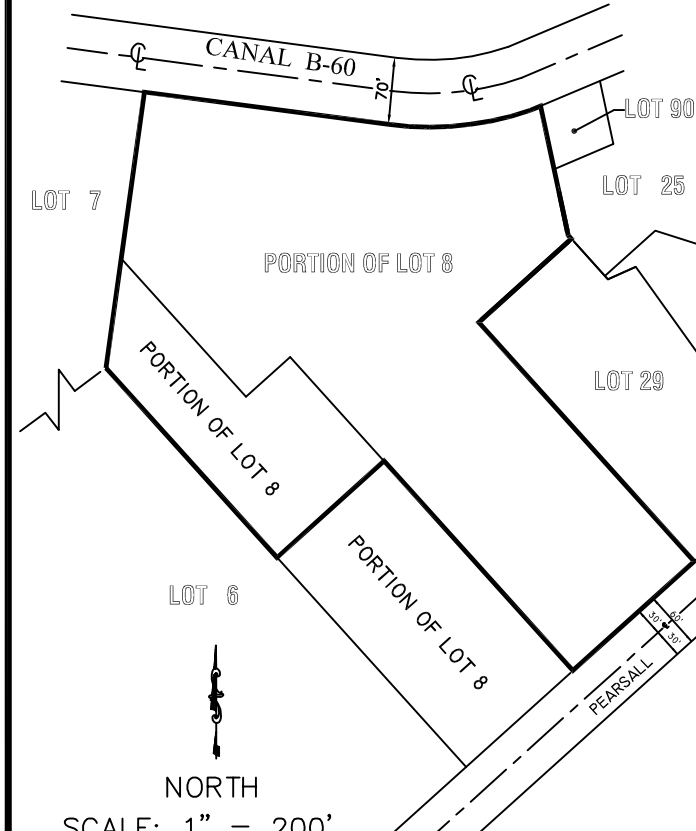 CANAL B-60
70'
LOT 90
LOT 25
LOT 7
PORTION OF LOT 8
LOT 29
PORTION OF LOT 8
PORTION OF LOT 8
LOT 6
30'
60'
30'
PEARSALL
NORTH
SCALE: 1" = 200'